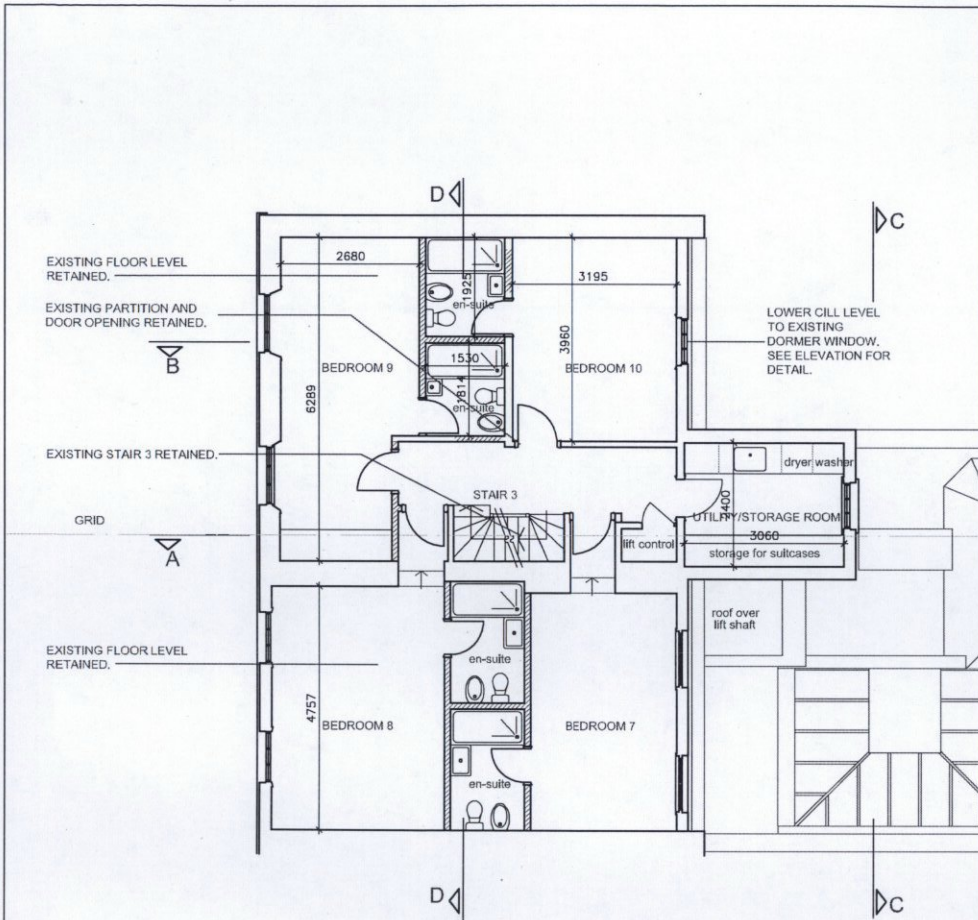 D
C
EXISTING FLOOR LEVEL
RETAINED.
2680
1925
en-suite
3195
EXISTING PARTITION AND
DOOR OPENING RETAINED.
LOWER CILL LEVEL
TO EXISTING
DORMER WINDOW.
SEE ELEVATION FOR
DETAIL.
B
1530
3960
BEDROOM 9
BEDROOM 10
1814
en-suite
6289
EXISTING STAIR 3 RETAINED.
dryer washer
STAIR 3
GRID
UTILITY/STORAGE ROOM
2400
3060
lift control
storage for suitcases
A
22
roof over
lift shaft
EXISTING FLOOR LEVEL
RETAINED.
en-suite
4757
BEDROOM 8
BEDROOM 7
en-suite
D
C